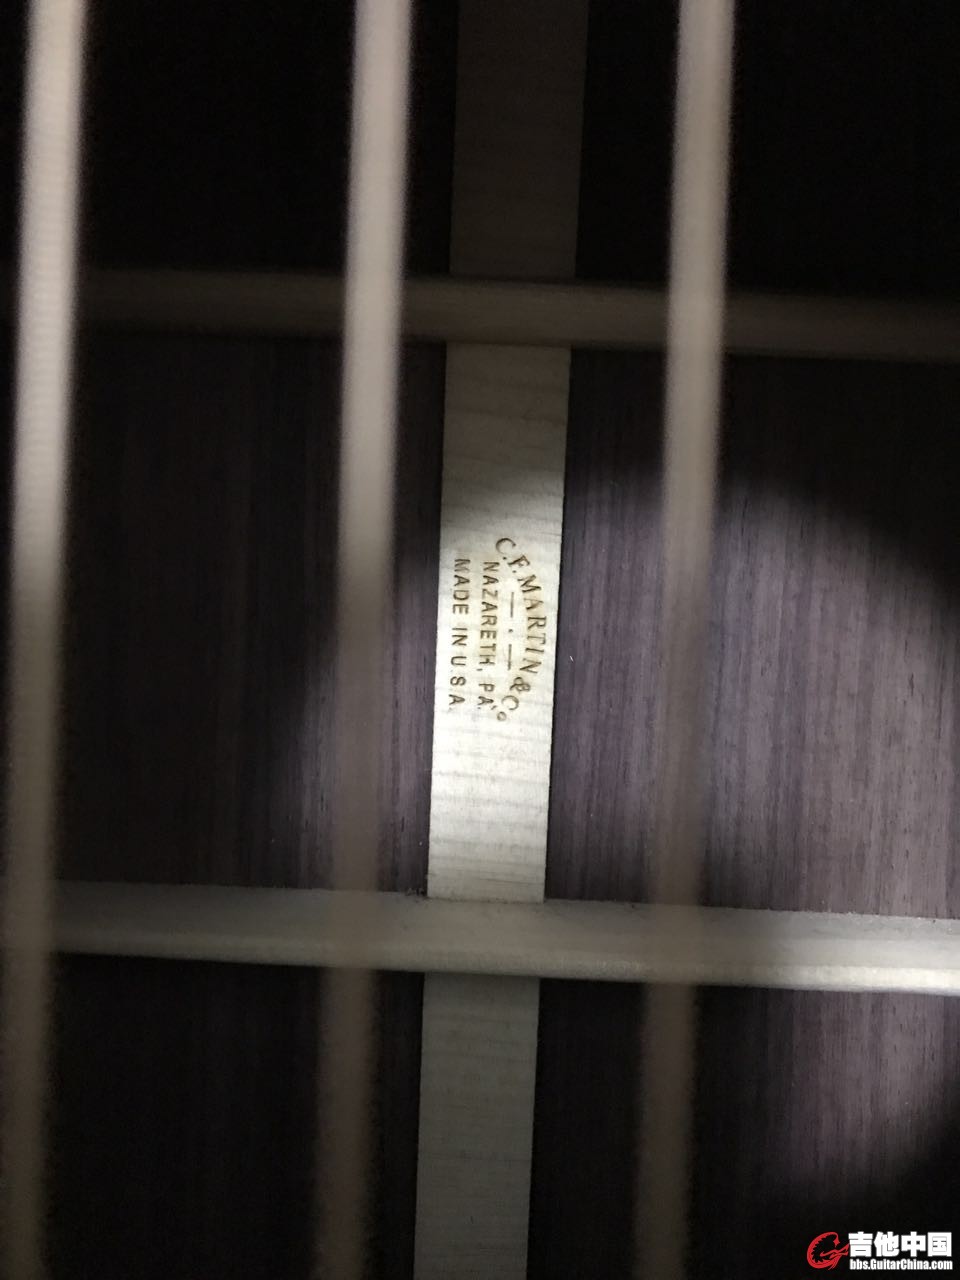 C.F. MARTIN & Co
NAZARETH, PA.
MADE IN U.S.A.
吉他中国
bbs.GuitarChina.com